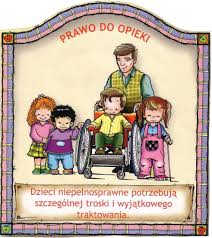 PRAWO DO OPIEKI
Dzieci niepełnosprawne potrzebują
szczególnej troski i wyjątkowego
traktowania.